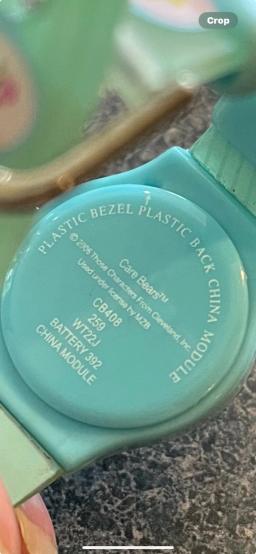 Crop
PLASTIC BEZEL PLASTIC BACK CHINA MODULE
Care Bears™
©2006 Those Characters From Cleveland, Inc.
Used under license by MZB
CB408
259
WT22J
BATTERY 392
CHINA MODULE